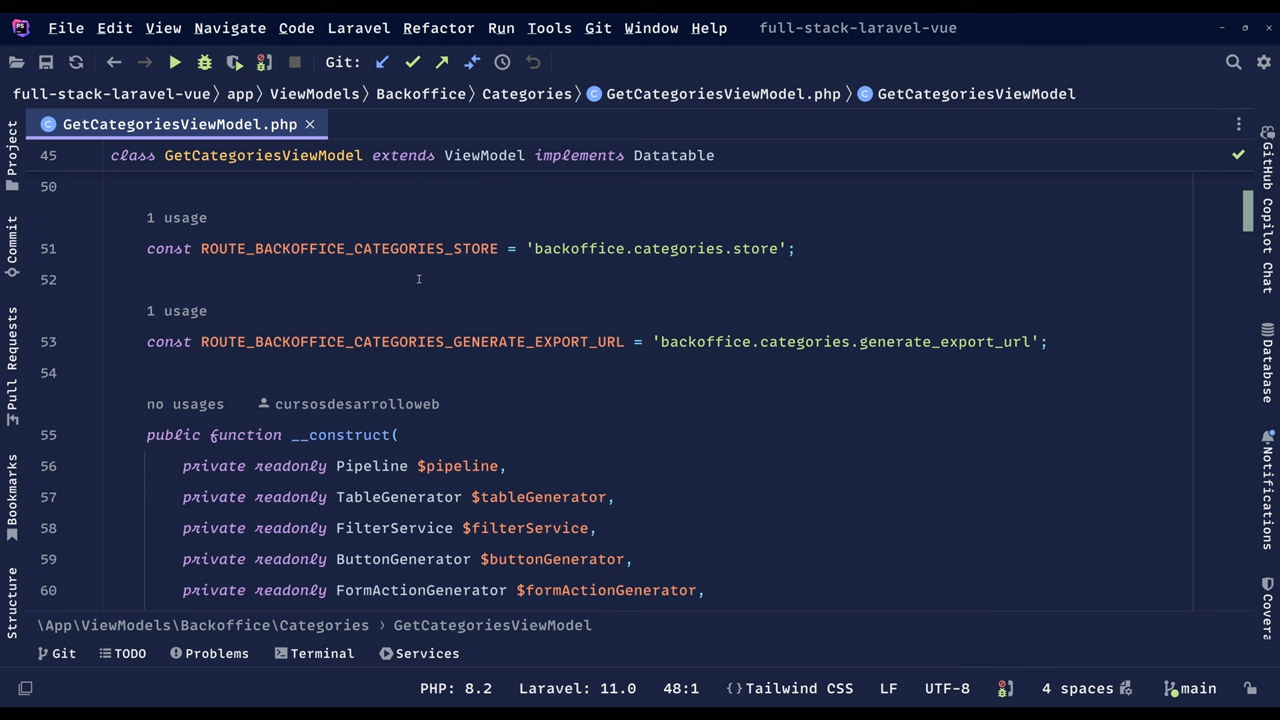 PS File Edit View Navigate Code Laravel Refactor Run Tools Git Window Help full-stack-laravel-vue
Git:
full-stack-laravel-vue 〉 app 〉 ViewModels 〉 Backoffice 〉 Categories 〉 C GetCategoriesViewModel.php 〉 C GetCategoriesViewModel
C GetCategoriesViewModel.php ×
45 class GetCategoriesViewModel extends ViewModel implements Datatable
50
1 usage
51 const ROUTE_BACKOFFICE_CATEGORIES_STORE = 'backoffice.categories.store';
52
1 usage
53 const ROUTE_BACKOFFICE_CATEGORIES_GENERATE_EXPORT_URL = 'backoffice.categories.generate_export_url';
54
no usages cursosdesarrolloweb
55 public function __construct(
56 private readonly Pipeline $pipeline,
57 private readonly TableGenerator $tableGenerator,
58 private readonly FilterService $filterService,
59 private readonly ButtonGenerator $buttonGenerator,
60 private readonly FormActionGenerator $formActionGenerator,
\App\ViewModels\Backoffice\Categories › GetCategoriesViewModel
Git TODO Problems Terminal Services
PHP: 8.2 Laravel: 11.0 48:1 {} Tailwind CSS LF UTF-8 4 spaces main
Project
Commit
Pull Requests
Bookmarks
Structure
GitHub Copilot Chat
Database
Notifications
Covera